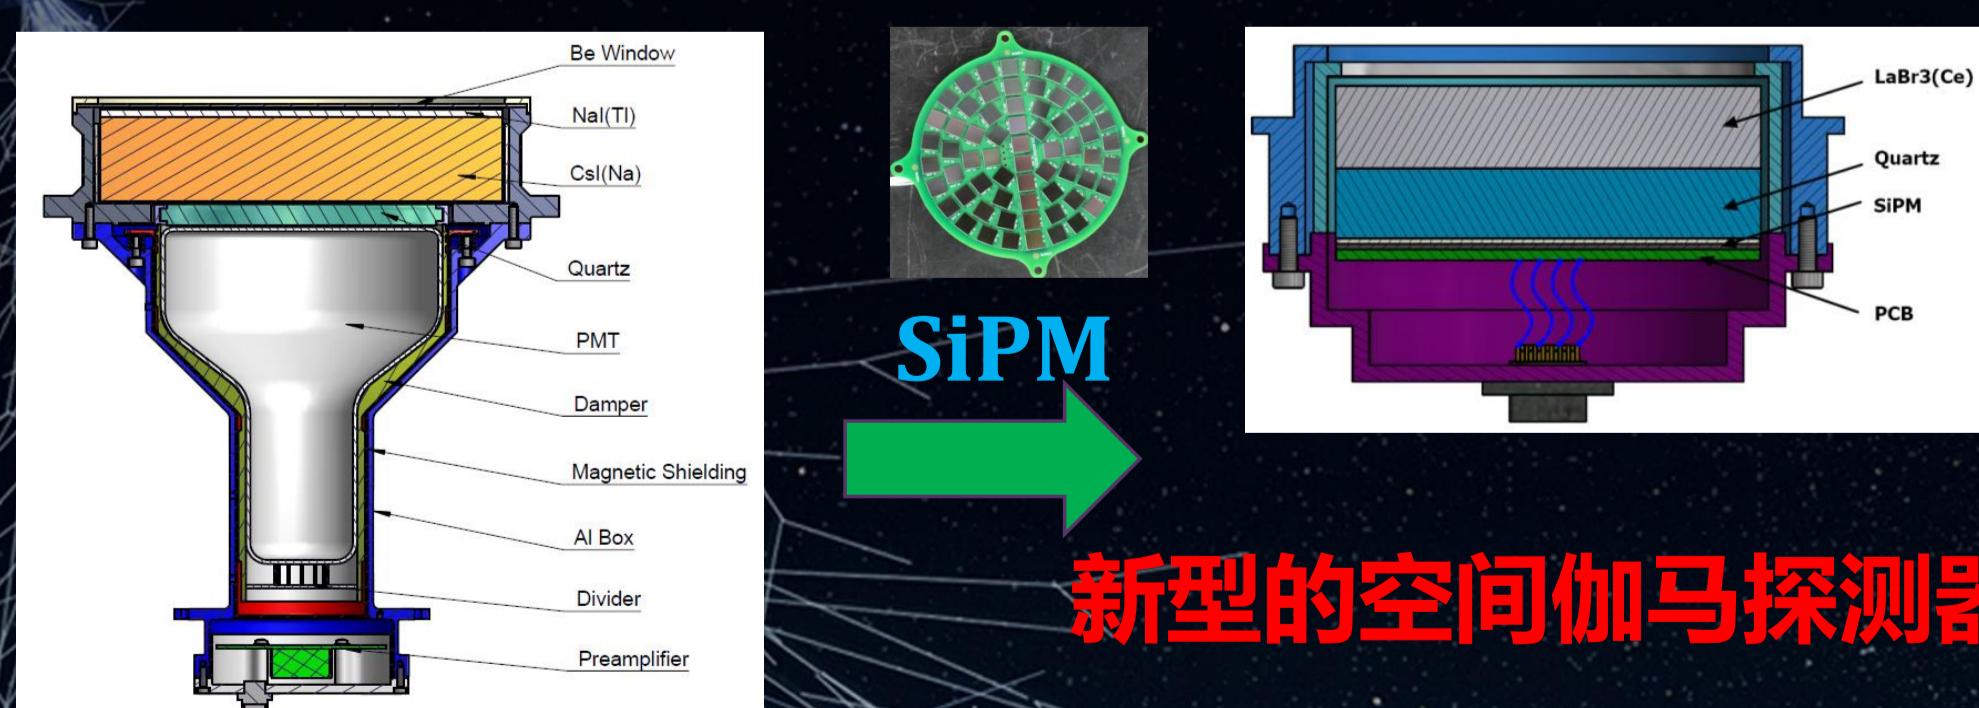 Be Window
NaI(Tl)
CsI(Na)
Quartz
PMT
Damper
Magnetic Shielding
Al Box
Divider
Preamplifier
SiPM
LaBr3(Ce)
Quartz
SiPM
PCB
新型的空间伽马探测器